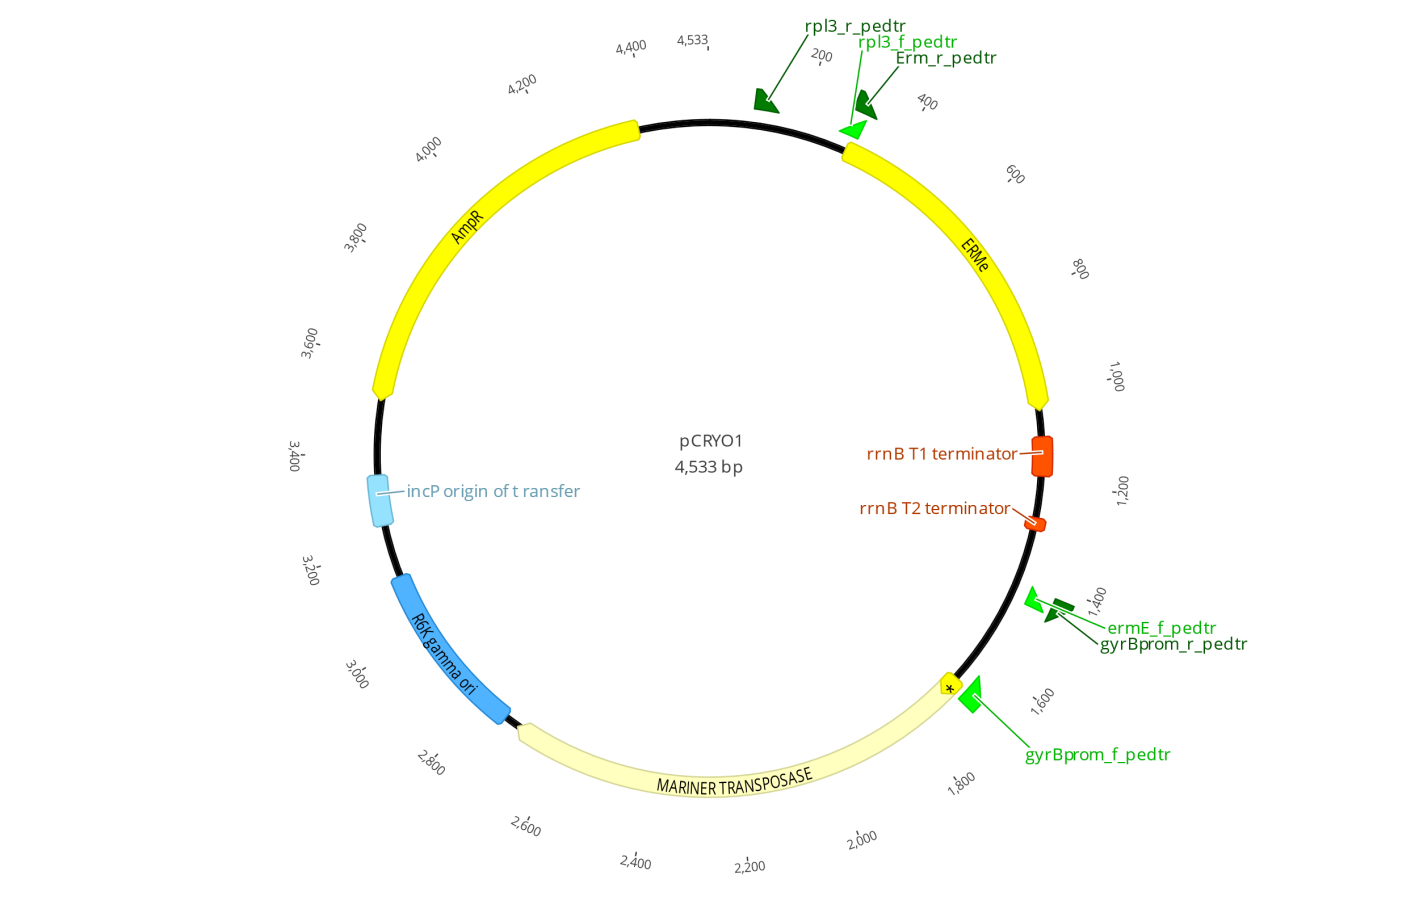 rpl3_r_pedtr
4,533
rpl3_f_pedtr
4,400
200
Erm_r_pedtr
4,200
400
4,000
600
AmpR
3,800
ERMe
800
3,600
1,000
pCRYO1
rrnB T1 terminator
3,400
4,533 bp
incP origin of t ransfer
1,200
rrnB T2 terminator
3,200
1,400
ermE_f_pedtr
gyrBprom_r_pedtr
R6K gamma ori
3,000
*
1,600
gyrBprom_f_pedtr
2,800
MARINER TRANSPOSASE
1,800
2,600
2,000
2,400
2,200